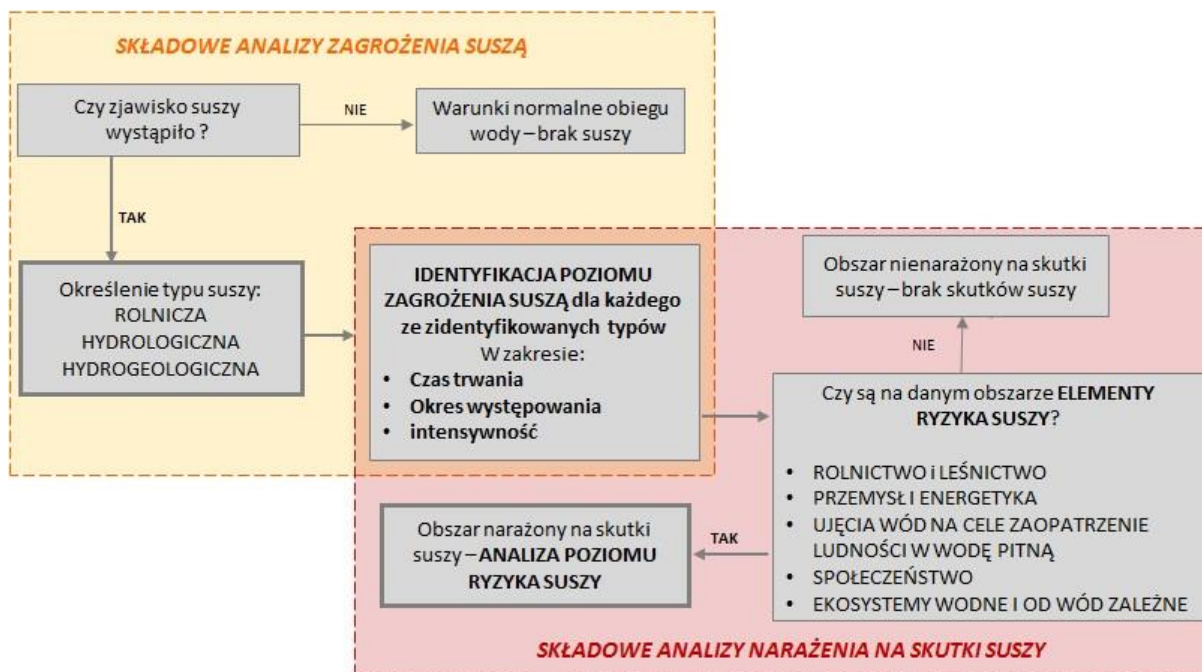 SKŁADOWE ANALIZY ZAGROŻENIA SUSZĄ
Czy zjawisko suszy
wystąpiło ?
NIE
Warunki normalne obiegu
wody – brak suszy
TAK
Określenie typu suszy:
ROLNICZA
HYDROLOGICZNA
HYDROGEOLOGICZNA
IDENTYFIKACJA POZIOMU
ZAGROŻENIA SUSZĄ dla każdego
ze zidentyfikowanych typów
W zakresie:
• Czas trwania
• Okres występowania
• intensywność
Obszar nienarażony na skutki
suszy – brak skutków suszy
NIE
Czy są na danym obszarze ELEMENTY
RYZYKA SUSZY?
• ROLNICTWO i LEŚNICTWO
• PRZEMYSŁ I ENERGETYKA
• UJĘCIA WÓD NA CELE ZAOPATRZENIE
LUDNOŚCI W WODĘ PITNĄ
• SPOŁECZEŃSTWO
• EKOSYSTEMY WODNE I OD WÓD ZALEŻNE
TAK
Obszar narażony na skutki
suszy – ANALIZA POZIOMU
RYZYKA SUSZY
SKŁADOWE ANALIZY NARAŻENIA NA SKUTKI SUSZY